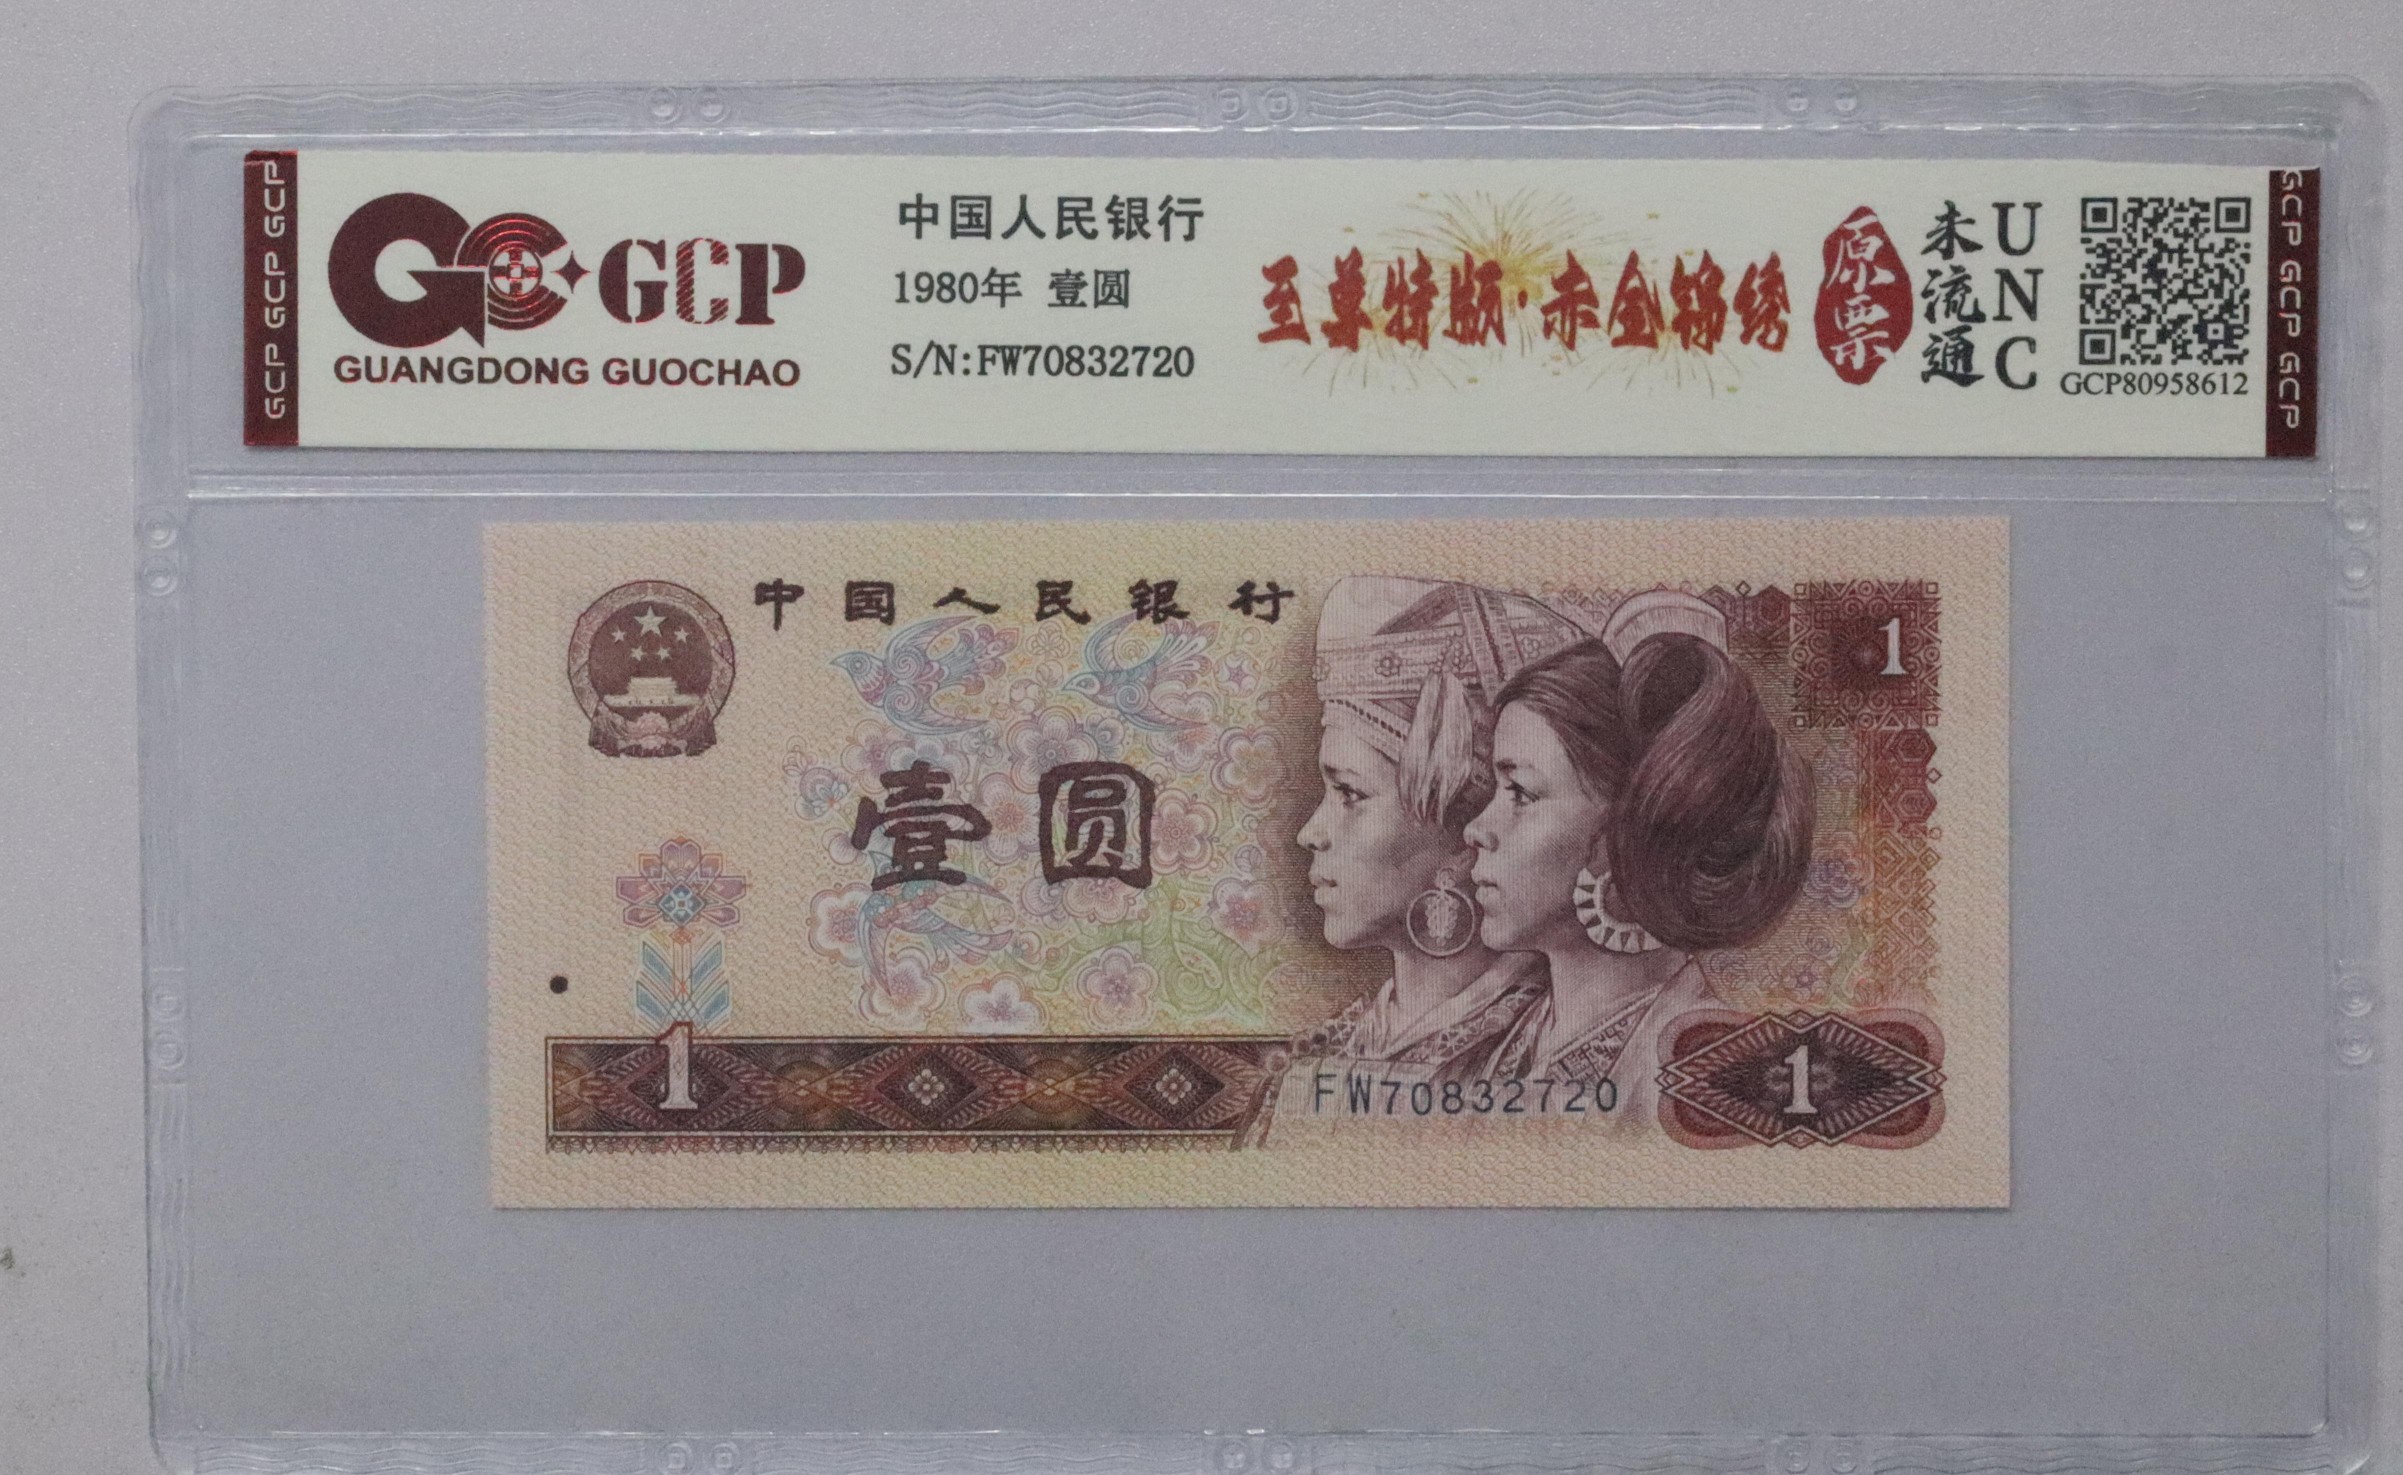 GCP GCP GCP
GCP
GUANGDONG GUOCHAO
中国人民银行
1980年 壹圆
S/N:FW70832720
至尊特版·赤金锦绣
原票
未流通
UNC
GCP80958612
GCP GCP GCP
中国人民银行
1
壹圆
1
FW70832720
1